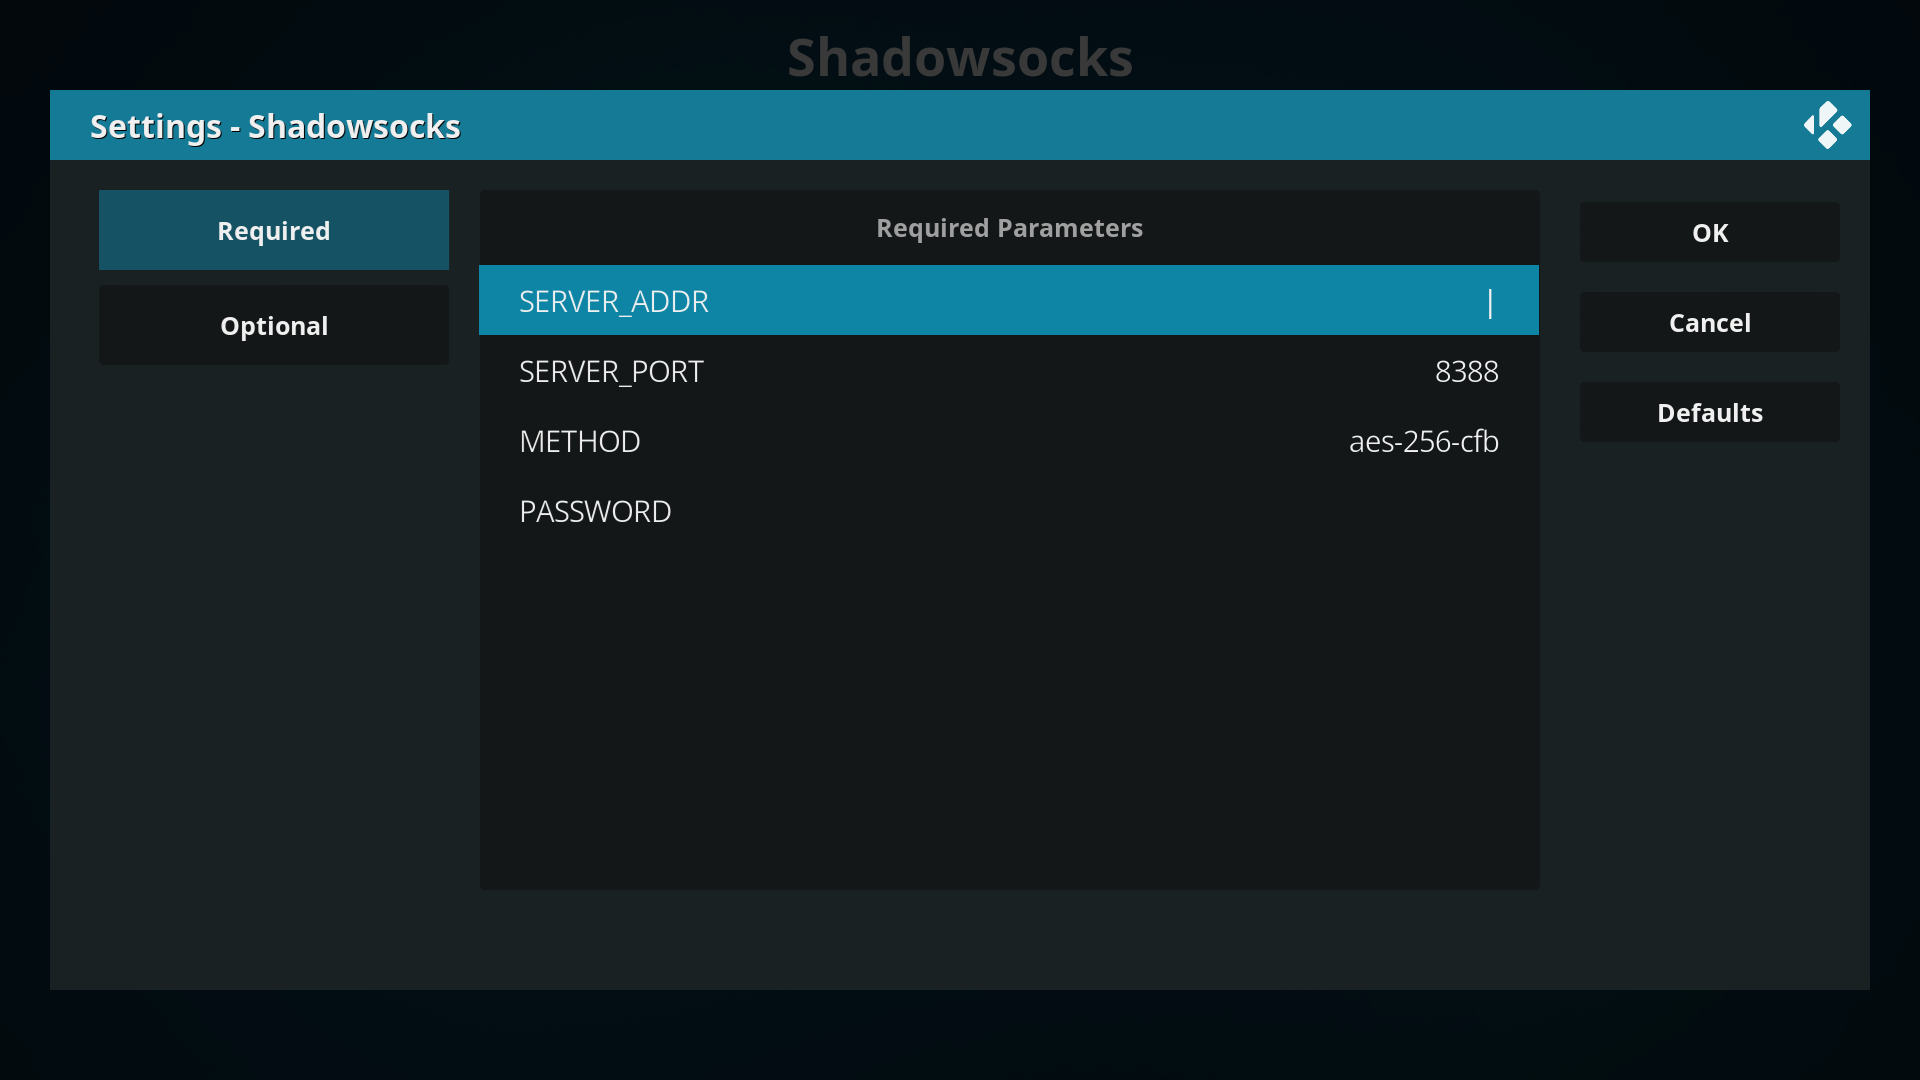 Shadowsocks
Settings - Shadowsocks
Required
Optional
Required Parameters
SERVER_ADDR
SERVER_PORT 8388
METHOD aes-256-cfb
PASSWORD
OK
Cancel
Defaults